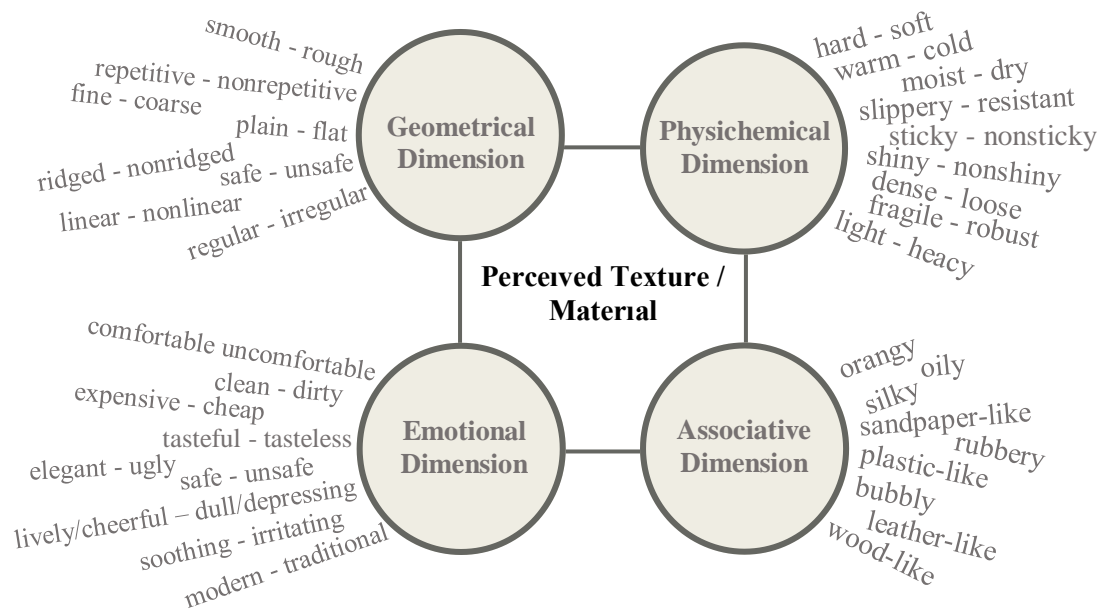 smooth - rough
repetitive - nonrepetitive
fine - coarse
plain - flat
ridged - nonridged
safe - unsafe
linear - nonlinear
regular - irregular
Geometrical
Dimension
Physichemical
Dimension
hard - soft
warm - cold
moist - dry
slippery - resistant
sticky - nonsticky
shiny - nonshiny
dense - loose
fragile - robust
light - heacy
Perceıved Texture /
Materıal
comfortable uncomfortable
clean - dirty
expensive - cheap
tasteful - tasteless
elegant - ugly
safe - unsafe
lively/cheerful – dull/depressing
soothing - irritating
modern - traditional
Emotional
Dimension
Associative
Dimension
orangy
oily
silky
sandpaper-like
rubbery
plastic-like
bubbly
leather-like
wood-like